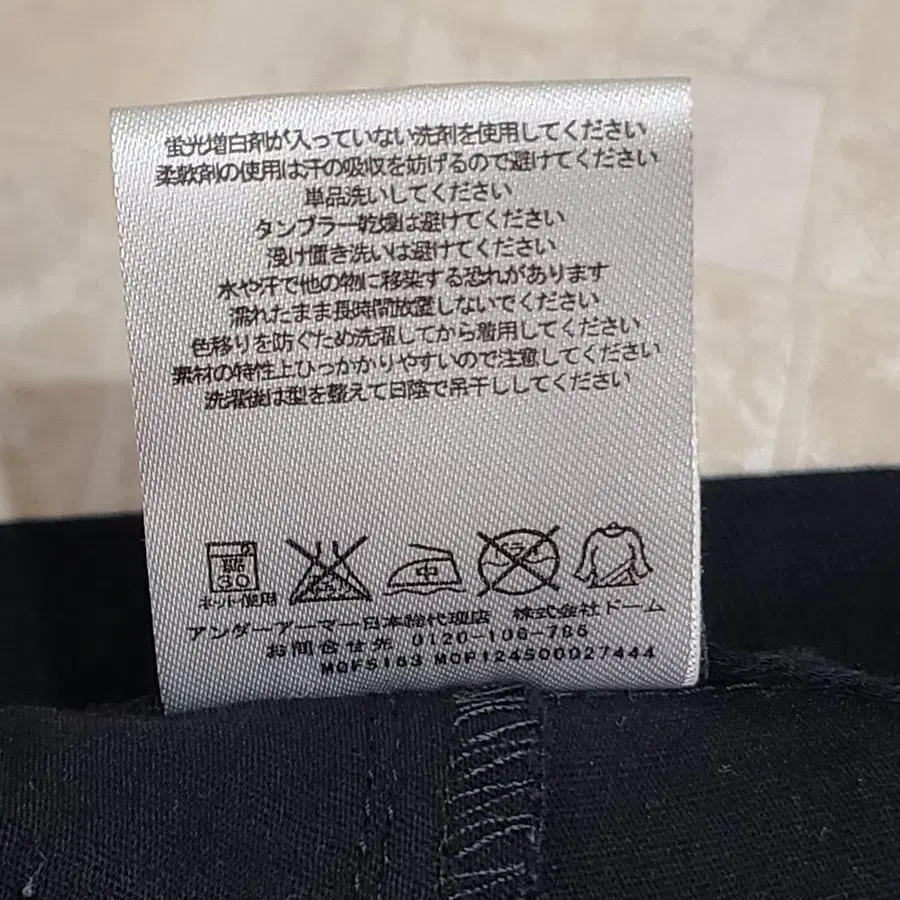 蛍光増白剤が入っていない洗剤を使用してください
柔軟剤の使用は汗の吸収を妨げるので避けてください
単品洗いしてください
タンブラー乾燥は避けてください
浸け置き洗いは避けてください
水や汗で他の物に移染する恐れがあります
濡れたまま長時間放置しないでください
色移りを防ぐため洗濯してから着用してください
素材の特性上ひっかかりやすいので注意してください
洗濯後は型を整えて日陰で吊干ししてください
弱
30
中
ネット使用
アンダーアーマー日本総代理店 株式会社ドーム
お問合せ先 0120-106-786
MCF5163 MCP124S00027444